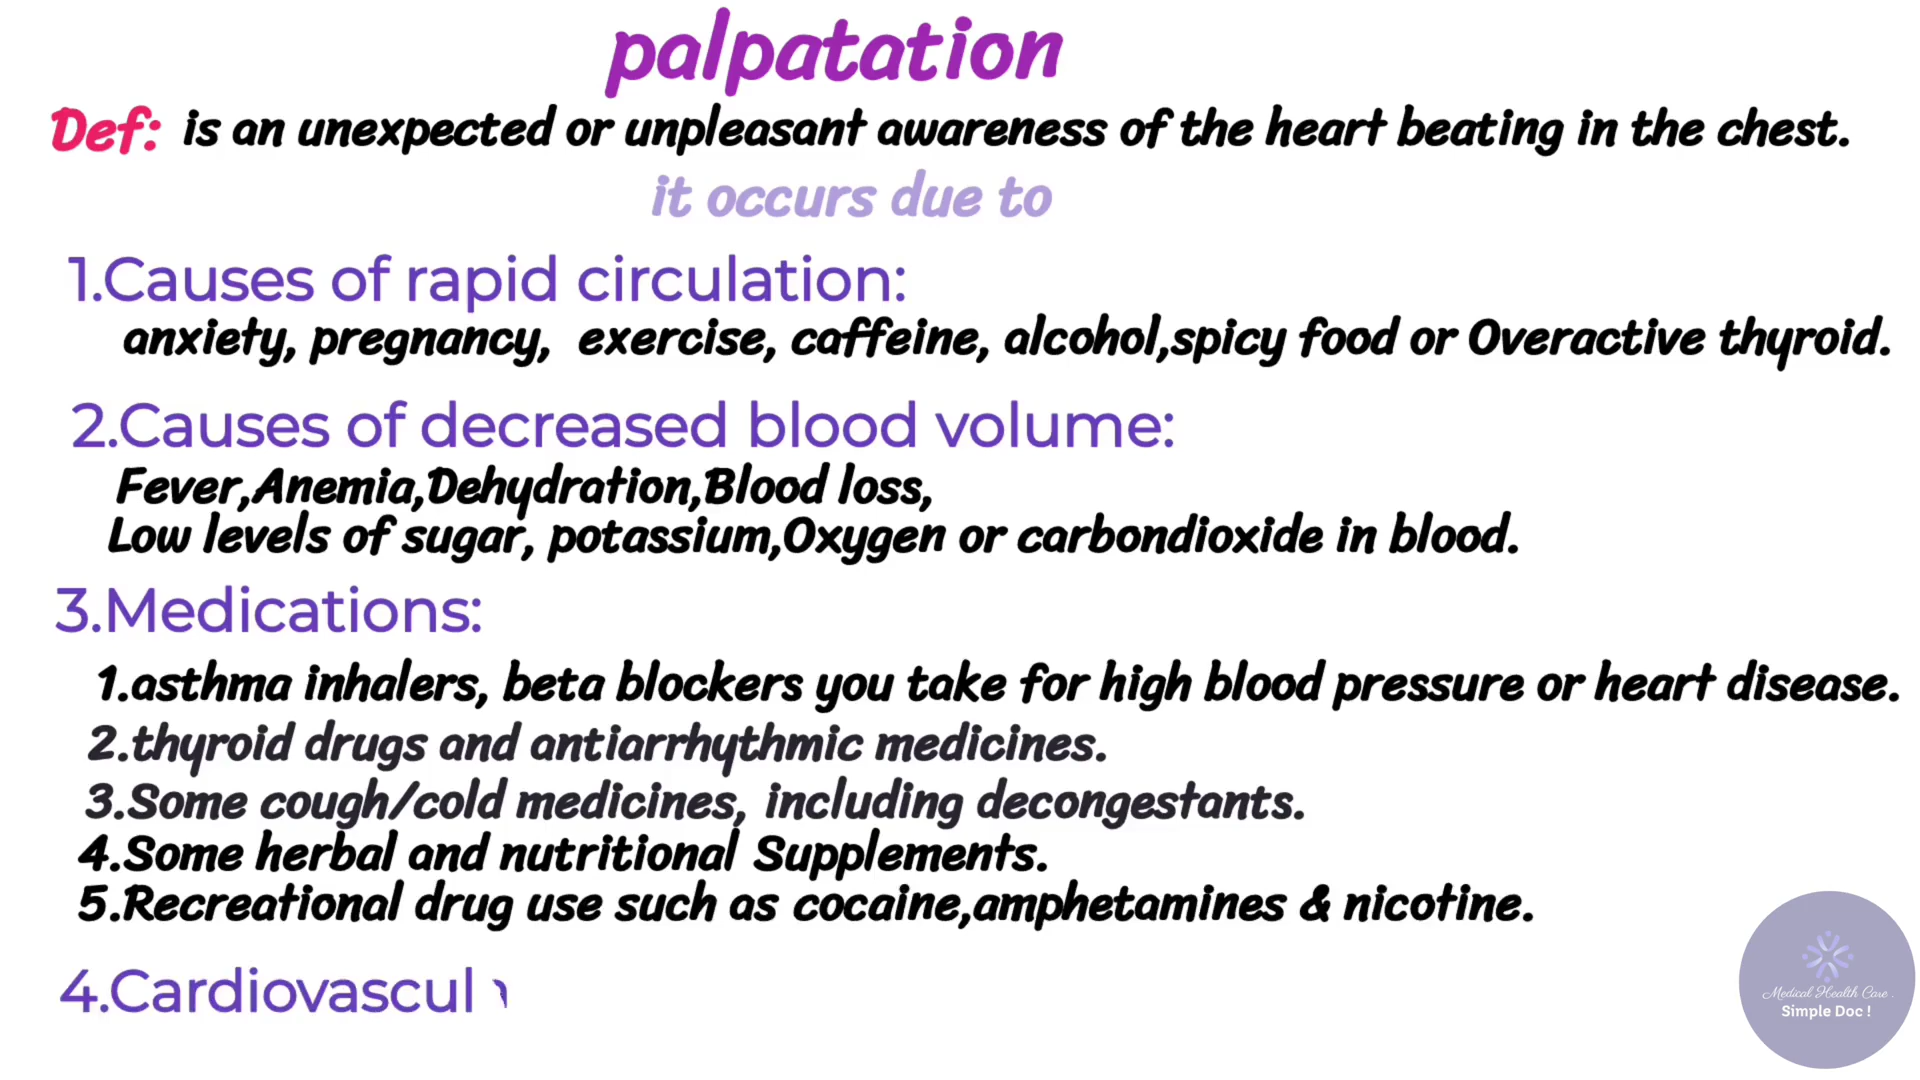 palpatation
Def: is an unexpected or unpleasant awareness of the heart beating in the chest.
it occurs due to
1.Causes of rapid circulation:
anxiety, pregnancy, exercise, caffeine, alcohol,spicy food or Overactive thyroid.
2.Causes of decreased blood volume:
Fever,Anemia,Dehydration,Blood loss,
Low levels of sugar, potassium,Oxygen or carbondioxide in blood.
3.Medications:
1.asthma inhalers, beta blockers you take for high blood pressure or heart disease.
2.thyroid drugs and antiarrhythmic medicines.
3.Some cough/cold medicines, including decongestants.
4.Some herbal and nutritional Supplements.
5.Recreational drug use such as cocaine,amphetamines & nicotine.
4.Cardiovascul
Medical Health Care .
Simple Doc !